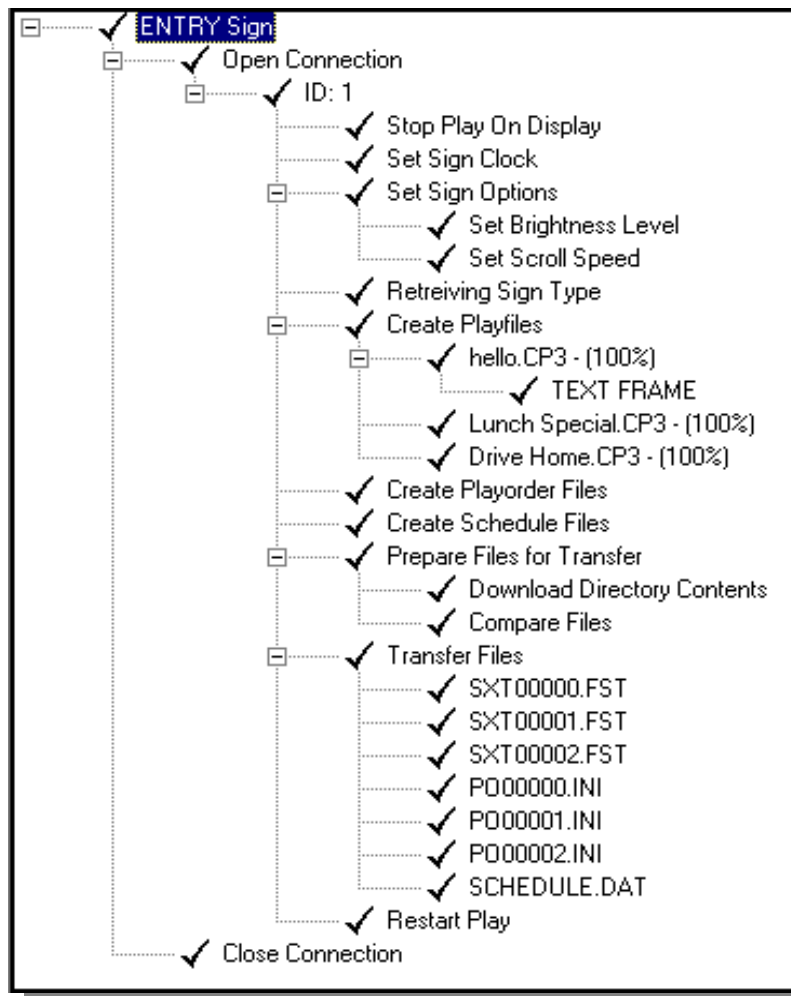 ENTRY Sign
Open Connection
ID: 1
Stop Play On Display
Set Sign Clock
Set Sign Options
Set Brightness Level
Set Scroll Speed
Retreiving Sign Type
Create Playfiles
hello.CP3 - (100%)
TEXT FRAME
Lunch Special.CP3 - (100%)
Drive Home.CP3 - (100%)
Create Playorder Files
Create Schedule Files
Prepare Files for Transfer
Download Directory Contents
Compare Files
Transfer Files
SXT00000.FST
SXT00001.FST
SXT00002.FST
PO00000.INI
PO00001.INI
PO00002.INI
SCHEDULE.DAT
Restart Play
Close Connection